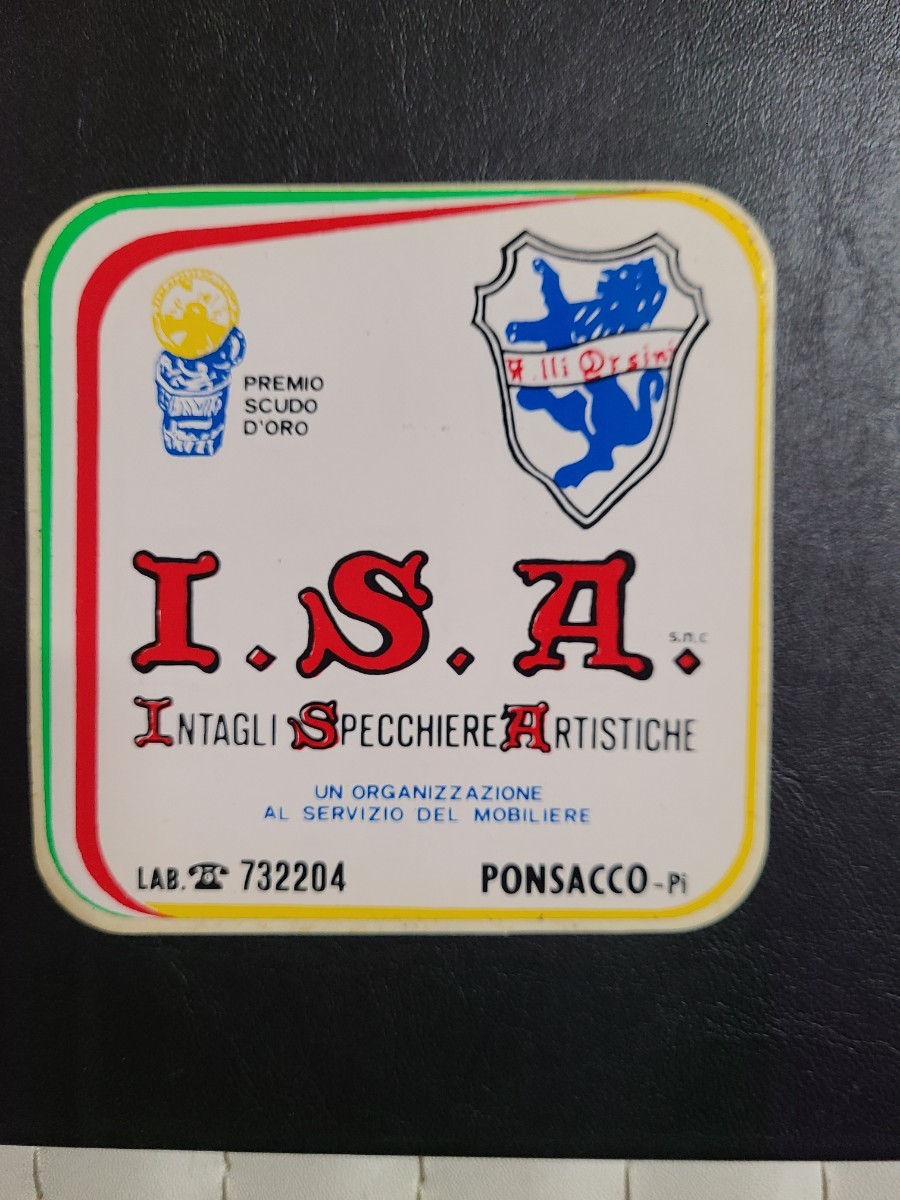 PREMIO
SCUDO
D'ORO
F.lli Orsini
I.S.A.
s.n.c
INTAGLI SPECCHIERE ARTISTICHE
UN ORGANIZZAZIONE
AL SERVIZIO DEL MOBILIERE
LAB. ☎ 732204
PONSACCO-Pi